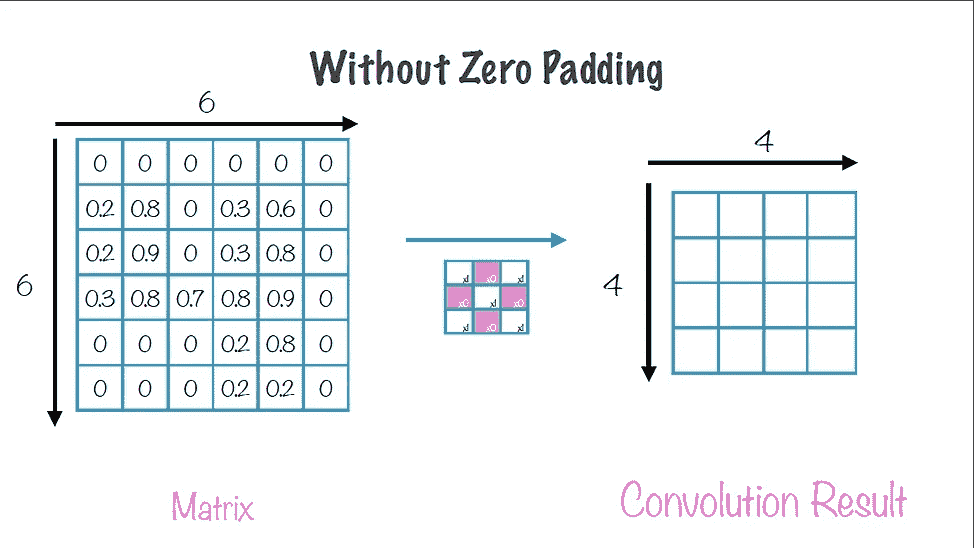 Without Zero Padding
6
4
6
4
0 0 0 0 0 0
0.2 0.8 0 0.3 0.6 0
0.2 0.9 0 0.3 0.8 0
0.3 0.8 0.7 0.8 0.9 0
0 0 0 0.2 0.8 0
0 0 0 0.2 0.2 0
x1 x0 x1
x0 x1 x0
x1 x0 x1
Matrix
Convolution Result